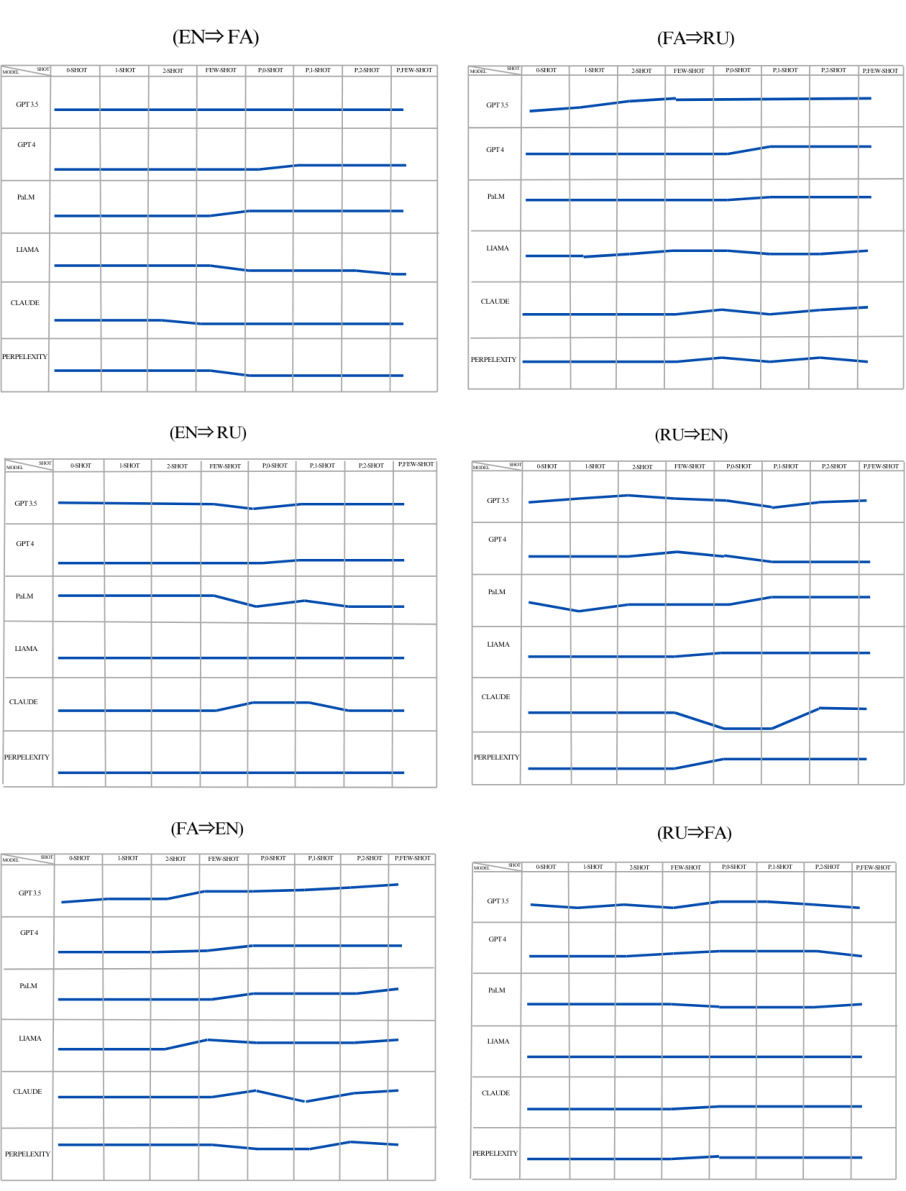 (EN⇒FA)
MODEL SHOT 0-SHOT 1-SHOT 2-SHOT FEW-SHOT P,0-SHOT P,1-SHOT P,2-SHOT P,FEW-SHOT
GPT 3.5
GPT 4
PaLM
LIAMA
CLAUDE
PERPELEXITY
(FA⇒RU)
MODEL SHOT 0-SHOT 1-SHOT 2-SHOT FEW-SHOT P,0-SHOT P,1-SHOT P,2-SHOT P,FEW-SHOT
GPT 3.5
GPT 4
PaLM
LIAMA
CLAUDE
PERPELEXITY
(EN⇒RU)
MODEL SHOT 0-SHOT 1-SHOT 2-SHOT FEW-SHOT P,0-SHOT P,1-SHOT P,2-SHOT P,FEW-SHOT
GPT 3.5
GPT 4
PaLM
LIAMA
CLAUDE
PERPELEXITY
(RU⇒EN)
MODEL SHOT 0-SHOT 1-SHOT 2-SHOT FEW-SHOT P,0-SHOT P,1-SHOT P,2-SHOT P,FEW-SHOT
GPT 3.5
GPT 4
PaLM
LIAMA
CLAUDE
PERPELEXITY
(FA⇒EN)
MODEL SHOT 0-SHOT 1-SHOT 2-SHOT FEW-SHOT P,0-SHOT P,1-SHOT P,2-SHOT P,FEW-SHOT
GPT 3.5
GPT 4
PaLM
LIAMA
CLAUDE
PERPELEXITY
(RU⇒FA)
MODEL SHOT 0-SHOT 1-SHOT 2-SHOT FEW-SHOT P,0-SHOT P,1-SHOT P,2-SHOT P,FEW-SHOT
GPT 3.5
GPT 4
PaLM
LIAMA
CLAUDE
PERPELEXITY